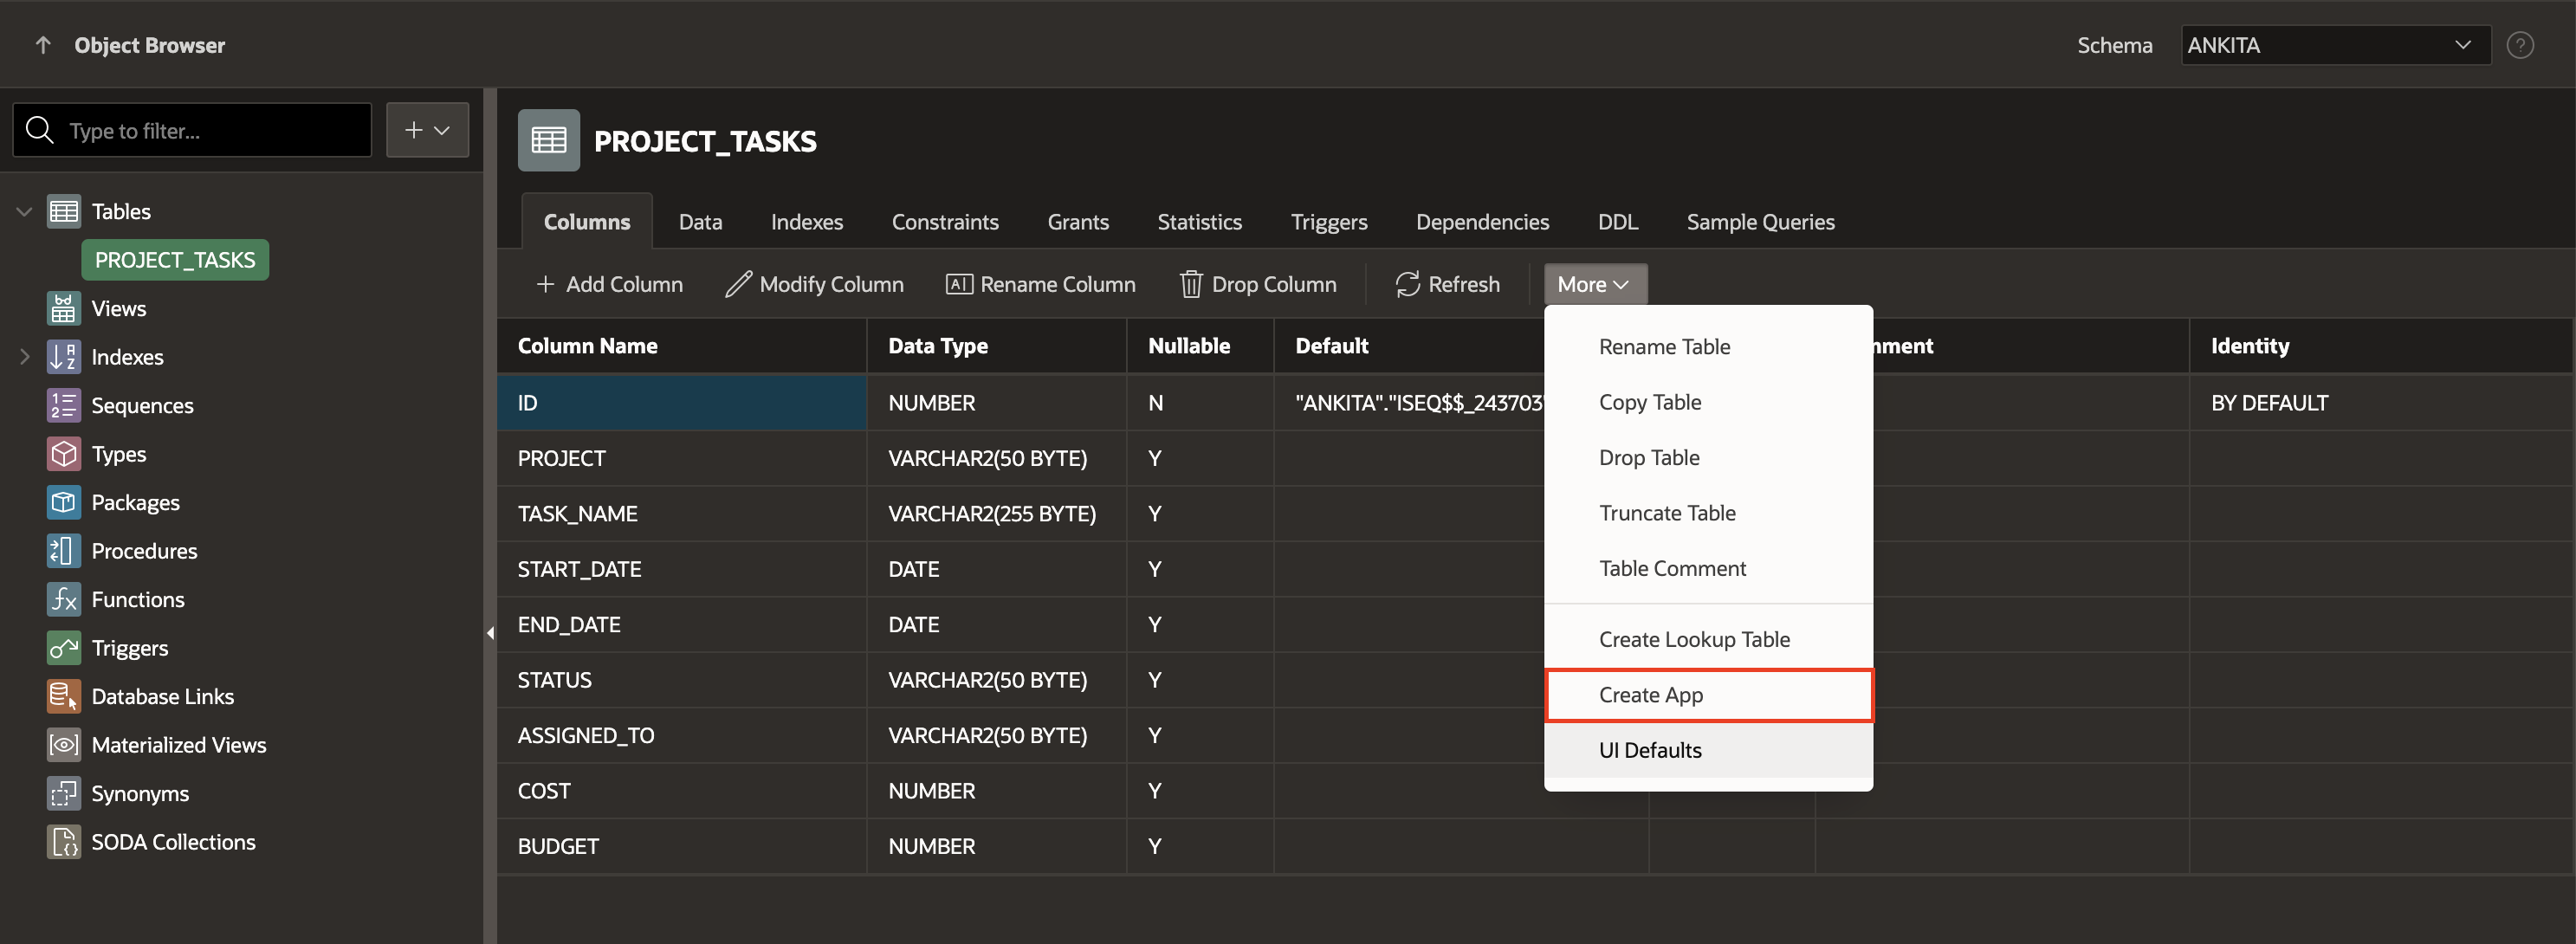 Object Browser
Schema ANKITA
Type to filter...
Tables
PROJECT_TASKS
Views
Indexes
Sequences
Types
Packages
Procedures
Functions
Triggers
Database Links
Materialized Views
Synonyms
SODA Collections
PROJECT_TASKS
Columns Data Indexes Constraints Grants Statistics Triggers Dependencies DDL Sample Queries
Add Column Modify Column Rename Column Drop Column Refresh More
Column Name Data Type Nullable Default nment Identity
ID NUMBER N "ANKITA"."ISEQ$$_243703" BY DEFAULT
PROJECT VARCHAR2(50 BYTE) Y
TASK_NAME VARCHAR2(255 BYTE) Y
START_DATE DATE Y
END_DATE DATE Y
STATUS VARCHAR2(50 BYTE) Y
ASSIGNED_TO VARCHAR2(50 BYTE) Y
COST NUMBER Y
BUDGET NUMBER Y
Rename Table
Copy Table
Drop Table
Truncate Table
Table Comment
Create Lookup Table
Create App
UI Defaults